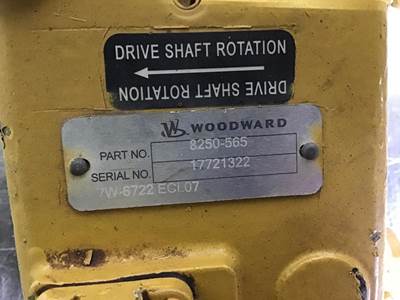 DRIVE SHAFT ROTATION
DRIVE SHAFT ROTATION
WOODWARD
PART NO. 8250-565
SERIAL NO. 17721322
7W-6722 ECI.07